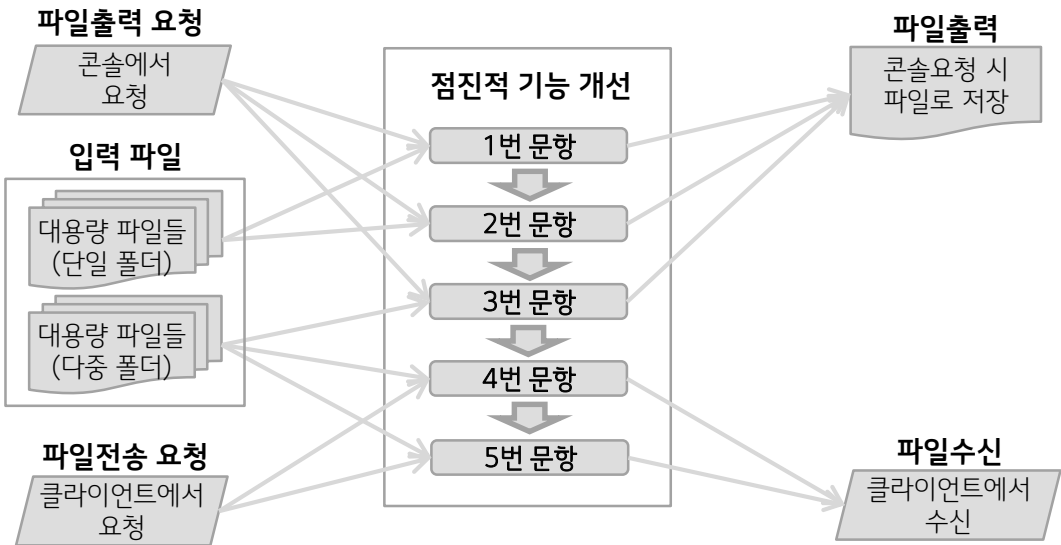 파일출력 요청
콘솔에서
요청
입력 파일
대용량 파일들
(단일 폴더)
대용량 파일들
(다중 폴더)
파일전송 요청
클라이언트에서
요청
점진적 기능 개선
1번 문항
2번 문항
3번 문항
4번 문항
5번 문항
파일출력
콘솔요청 시
파일로 저장
파일수신
클라이언트에서
수신